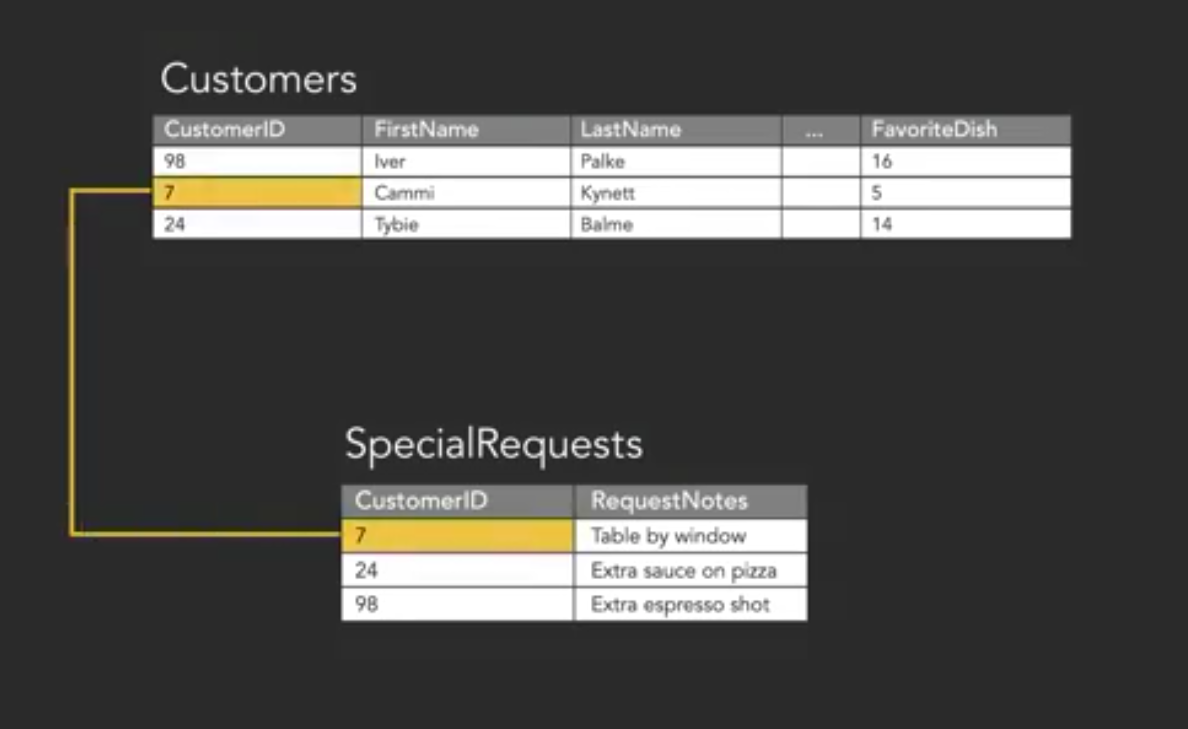 Customers
CustomerID FirstName LastName ... FavoriteDish
98 Iver Palke 16
7 Cammi Kynett 5
24 Tybie Balme 14
SpecialRequests
CustomerID RequestNotes
7 Table by window
24 Extra sauce on pizza
98 Extra espresso shot